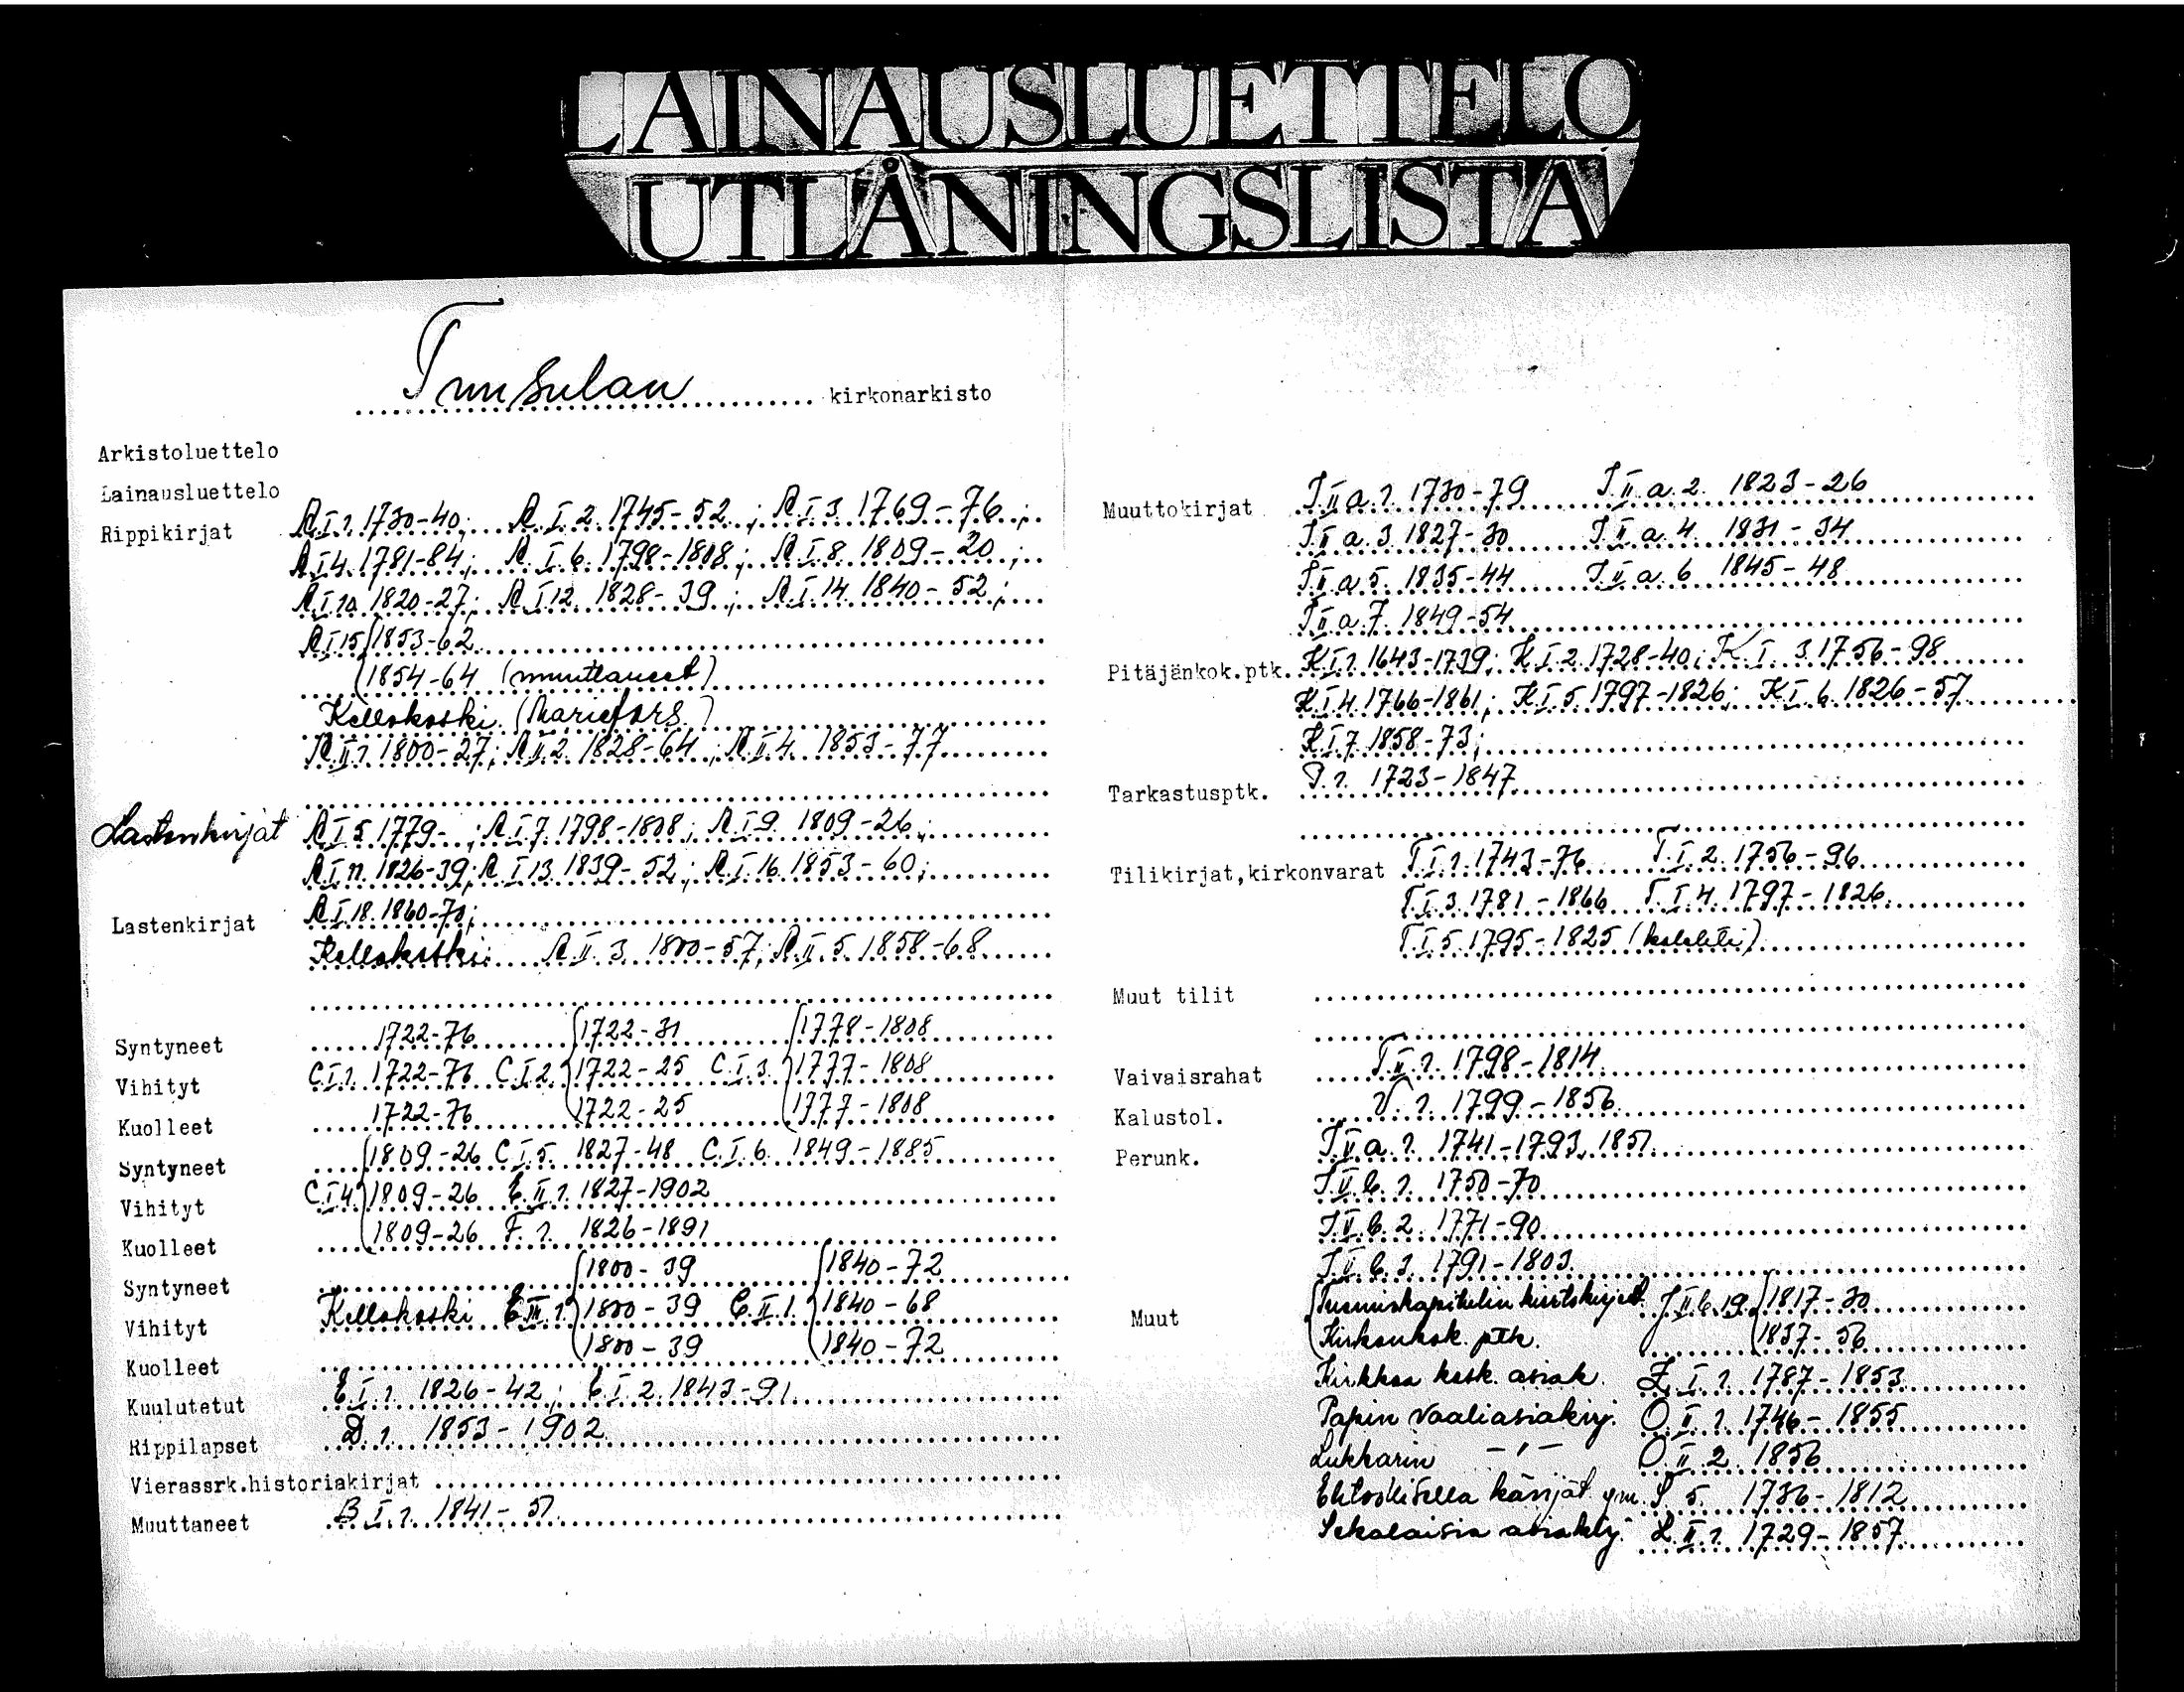 LAINAUSLUETTELO
UTLÅNINGSLISTA
Tuusulan kirkonarkisto
Arkistoluettelo
Lainausluettelo
Rippikirjat A.I.1. 1730-40; A.I.2. 1745-52; A.I.3. 1769-76;
A.I.4. 1781-84; A.I.6. 1798-1808; A.I.8. 1809-20;
A.I.10. 1820-27; A.I.12. 1828-39; A.I.14. 1840-52;
A.I.15 1853-62
1854-64 (muuttaneet)
Kellokoski (Mariefors)
A.II.1. 1800-27; A.II.2. 1828-64; A.II.4. 1853-77
Lastenkirjat A.I.5. 1779- ; A.I.7. 1798-1808; A.I.9. 1809-26;
A.I.11. 1826-39; A.I.13. 1839-52; A.I.16. 1853-60;
Lastenkirjat A.I.18. 1860-70;
Kellokoski A.II.3. 1800-57; A.II.5. 1858-68
Syntyneet 1722-76 1722-31 1778-1808
Vihityt C.I.1. 1722-76 C.I.2. 1722-25 C.I.3. 1777-1808
Kuolleet 1722-76 1722-25 1777-1808
Syntyneet 1809-26 C.I.5. 1827-48 C.I.6. 1849-1885
Vihityt C.I.4. 1809-26 E.II.1. 1827-1902
Kuolleet 1809-26 F.1. 1826-1891
Syntyneet 1800-39 1840-72
Vihityt Kellokoski 1800-39 C.II.1. 1840-68
Kuolleet 1800-39 1840-72
Kuulutetut E.I.1. 1826-42; E.I.2. 1843-91
Rippilapset D.1. 1853-1902
Vierassrk.historiakirjat
Muuttaneet B.I.1. 1841-51
Muuttokirjat J.II.a.1. 1730-79 J.II.a.2. 1823-26
J.II.a.3. 1827-30 J.II.a.4. 1831-34
J.II.a.5. 1835-44 J.II.a.6. 1845-48
J.II.a.7. 1849-54
Pitäjänkok.ptk. K.I.1. 1643-1739; K.I.2. 1728-40; K.I.3. 1756-98
K.I.4. 1766-1861; K.I.5. 1797-1826; K.I.6. 1826-57
K.I.7. 1858-73;
Tarkastusptk. P.1. 1723-1847
Tilikirjat,kirkonvarat T.I.1. 1743-76 T.I.2. 1756-96
T.I.3. 1781-1866 T.I.4. 1797-1826
T.I.5. 1795-1825 (kolehti)
Muut tilit
Vaivaisrahat T.II.1. 1798-1814
Kalustol. V.1. 1799-1856
Perunk. J.V.a.1. 1741-1793, 1851
J.V.b.1. 1750-70
J.V.b.2. 1771-90
J.V.b.3. 1791-1803
Tuomiokapitulin kiertokirjeet J.II.b.19. 1817-30
Muut Kirkonkok. ptk. 1837-56
Kirkkoa kosk. asiak. Z.I.1. 1787-1853
Papin vaaliasiakirj. O.II.1. 1746-1855
Lukkarin -,- O.II.2. 1856
Ehtoollisella kävijät ym. S.5. 1786-1812
Sekalaisia asiakirj. Z.II.1. 1729-1857